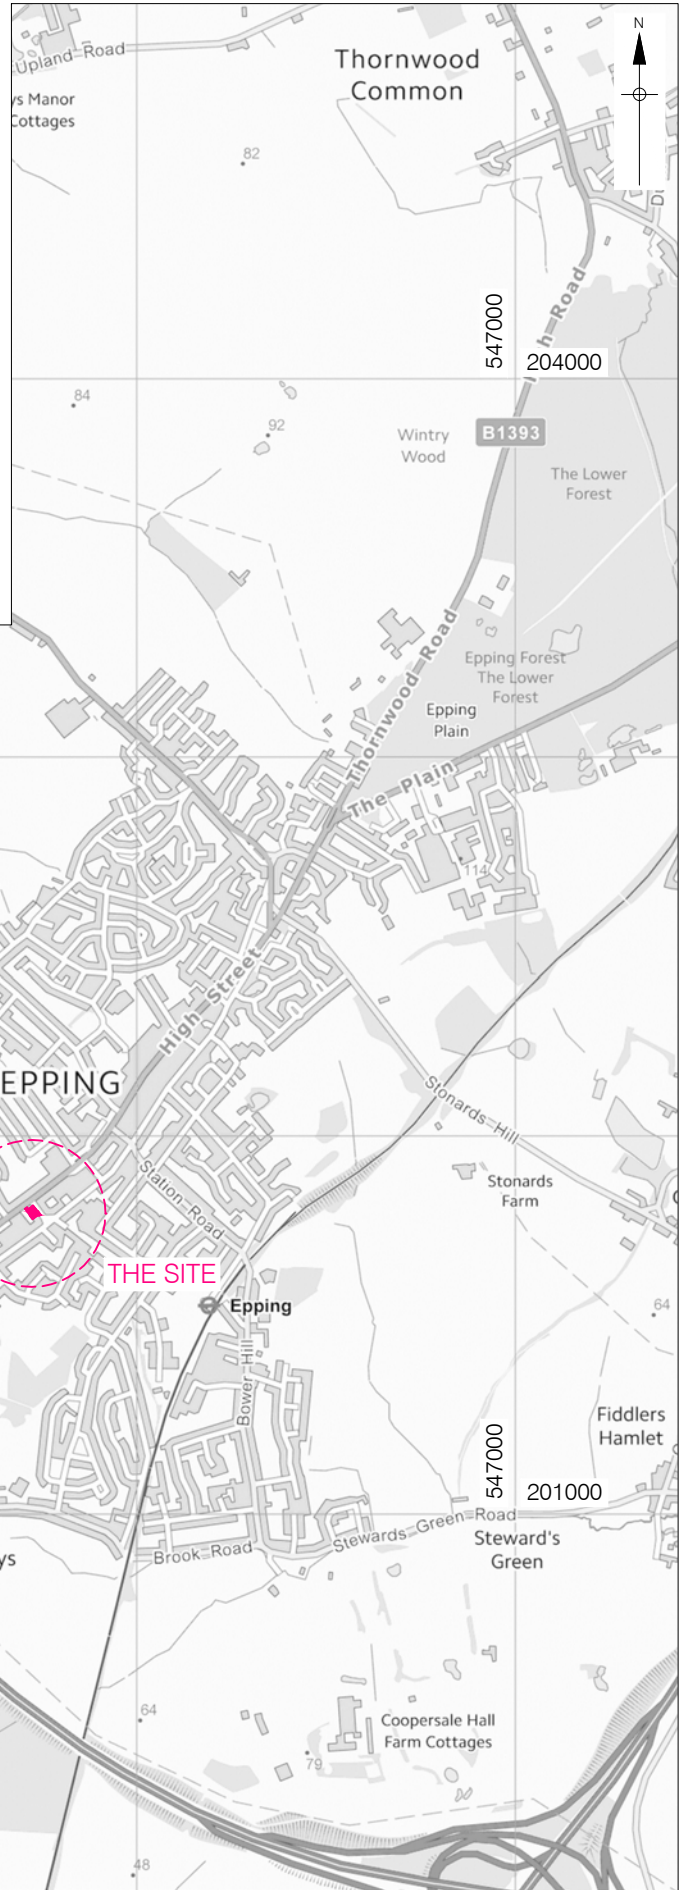 N
Upland Road
Thornwood
Common
ys Manor
Cottages
82
547000
h Road
204000
84
92
Wintry
Wood
B1393
The Lower
Forest
Thornwood Road
Epping Forest
The Lower
Forest
Epping
Plain
The Plain
114
High Street
EPPING
Stonards Hill
Station Road
Stonards
Farm
THE SITE
Epping
64
Bower Hill
Fiddlers
Hamlet
547000
201000
Stewards Green Road
Steward's
Green
Brook Road
ys
64
Coopersale Hall
Farm Cottages
79
48